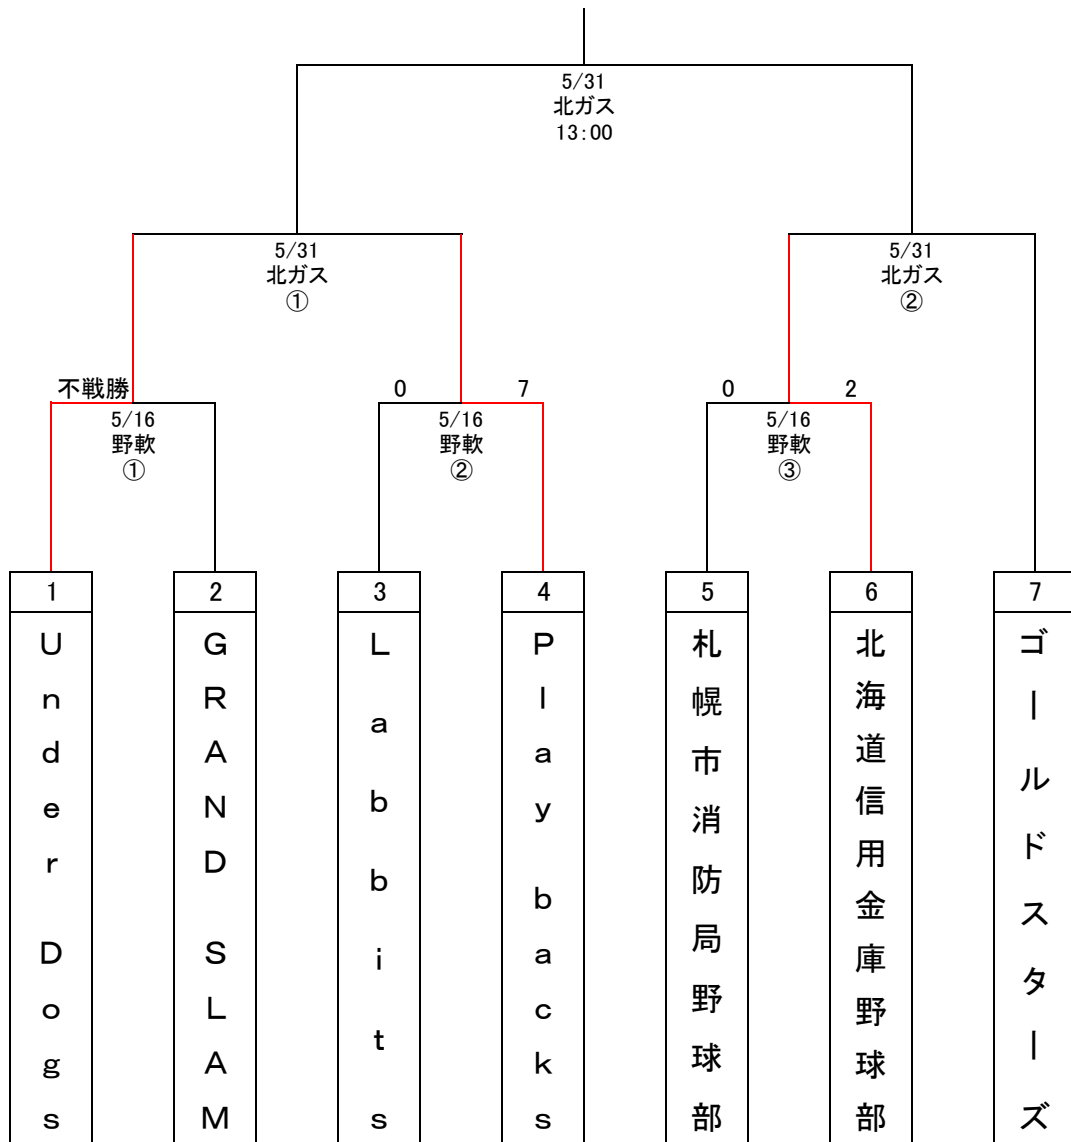 5/31
北ガス
13:00
5/31
北ガス
①
5/31
北ガス
②
不戦勝
0 7
0 2
5/16
野軟
①
5/16
野軟
②
5/16
野軟
③
1 2 3 4 5 6 7
Under Dogs
GRAND SLAM
Labbits
Play backs
札幌市消防局野球部
北海道信用金庫野球部
ゴールドスターズ